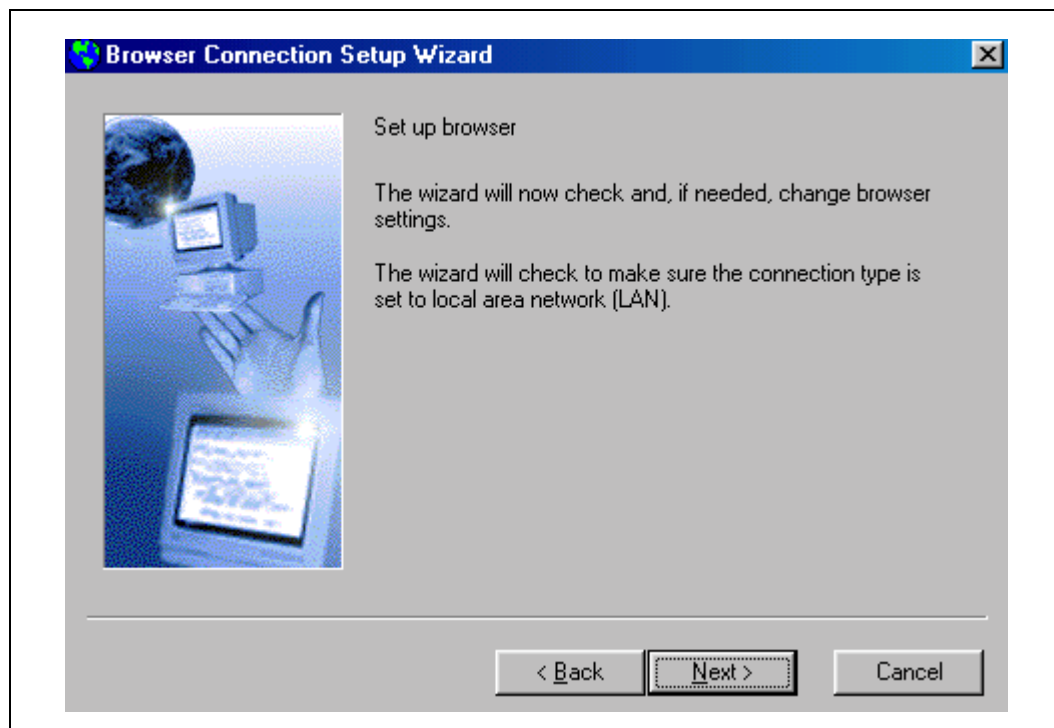 Browser Connection Setup Wizard
Set up browser
The wizard will now check and, if needed, change browser
settings.
The wizard will check to make sure the connection type is
set to local area network (LAN).
< Back Next > Cancel